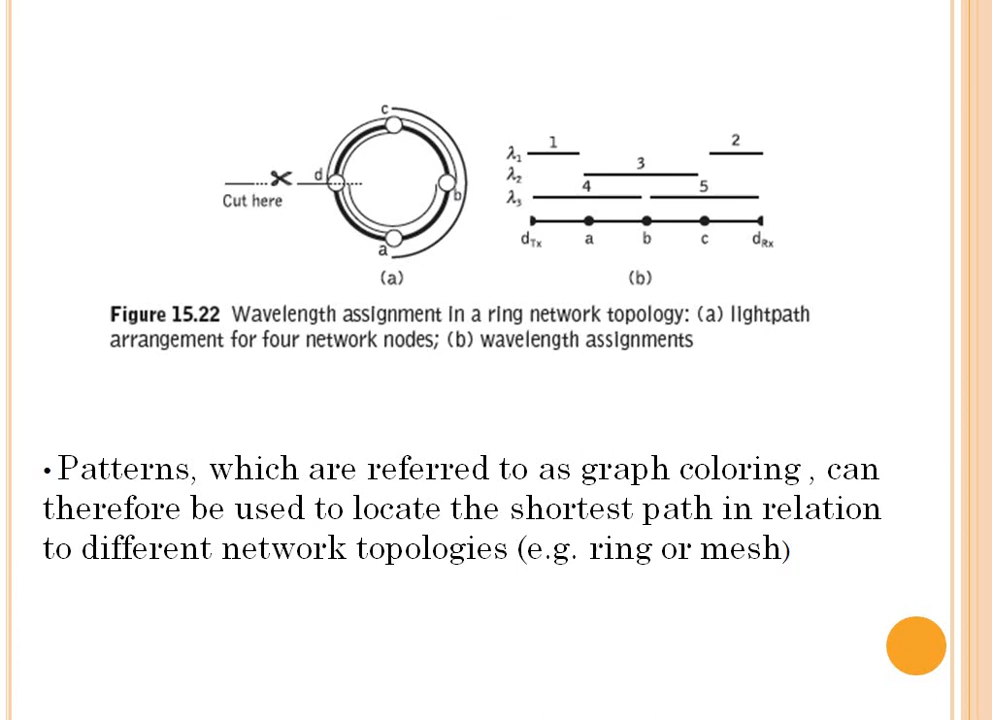 c
d
Cut here
b
a
(a)
1
2
λ₁
3
λ₂
4
5
λ₃
dTx a b c dRx
(b)
Figure 15.22 Wavelength assignment in a ring network topology: (a) lightpath
arrangement for four network nodes; (b) wavelength assignments
• Patterns, which are referred to as graph coloring , can
therefore be used to locate the shortest path in relation
to different network topologies (e.g. ring or mesh)